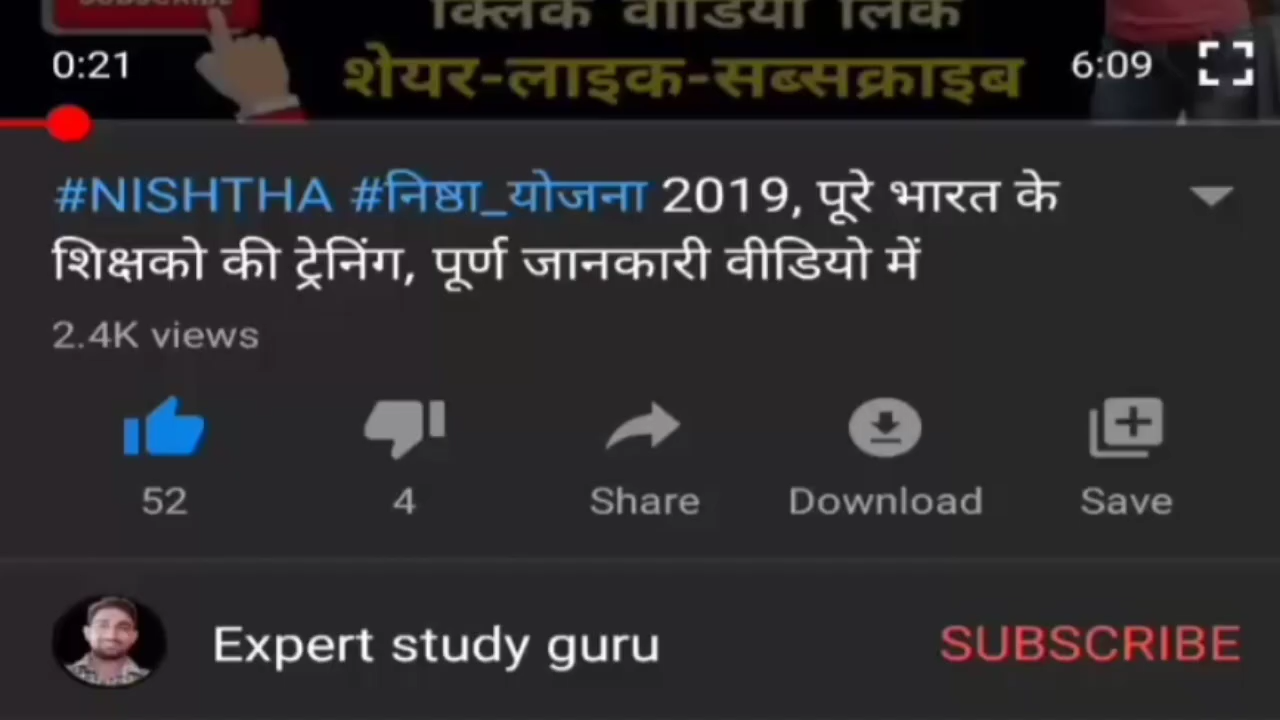 SUBSCRIBE
क्लिक वीडियो लिंक
0:21
शेयर-लाइक-सब्सक्राइब
6:09
#NISHTHA #निष्ठा_योजना 2019, पूरे भारत के
शिक्षको की ट्रेनिंग, पूर्ण जानकारी वीडियो में
2.4K views
52
4
Share
Download
Save
Expert study guru
SUBSCRIBE